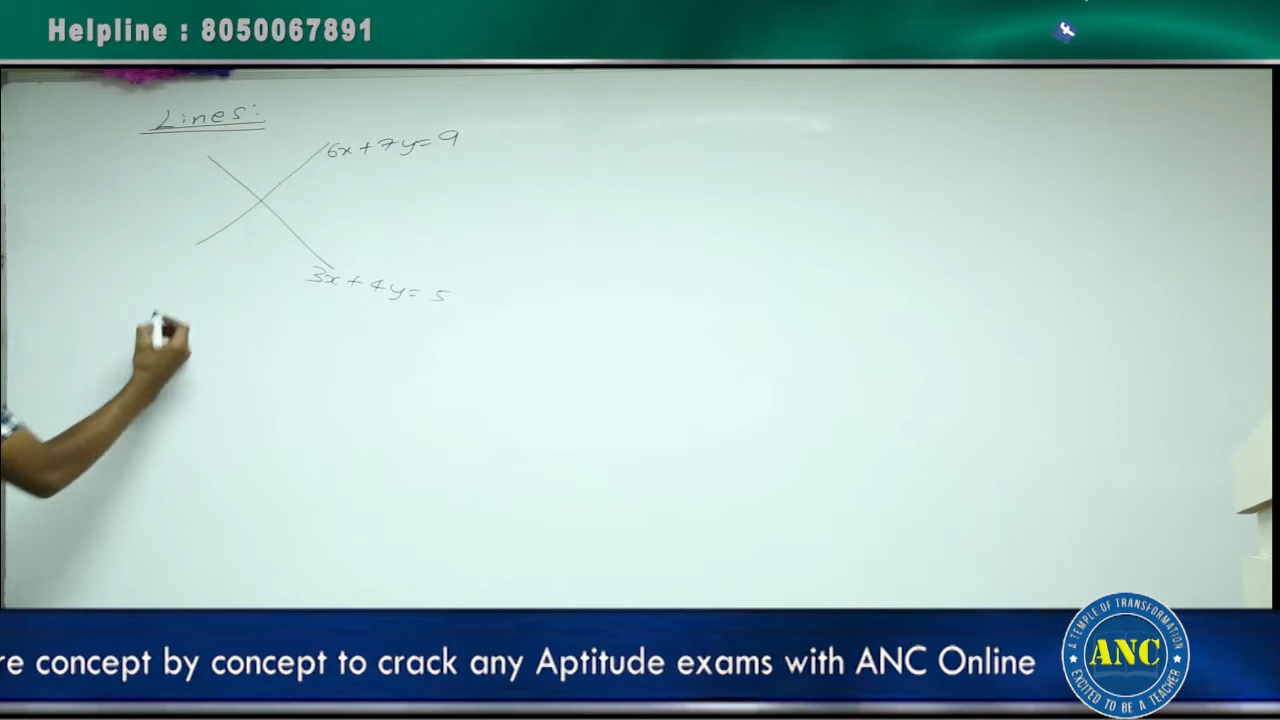 Helpline : 8050067891
Lines:
6x + 7y = 9
3x + 4y = 5
re concept by concept to crack any Aptitude exams with ANC Online
A TEMPLE OF TRANSFORMATION
ANC
EXCITED TO BE A TEACHER